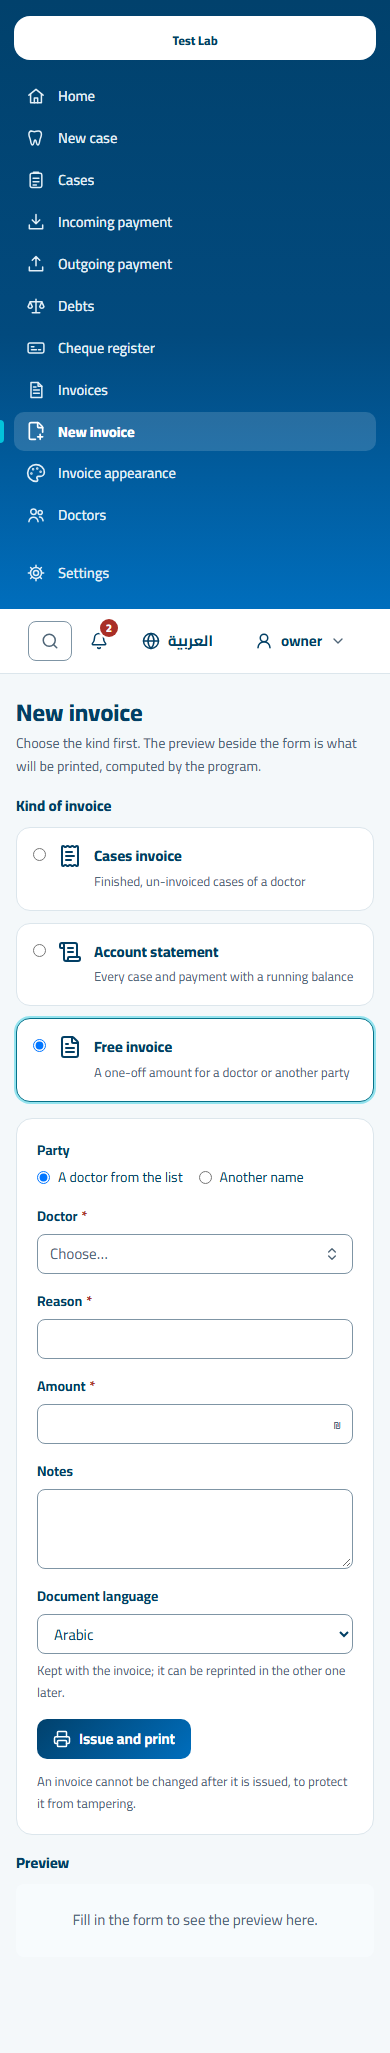 Test Lab
Home
New case
Cases
Incoming payment
Outgoing payment
Debts
Cheque register
Invoices
New invoice
Invoice appearance
Doctors
Settings
2
العربية
owner
New invoice
Choose the kind first. The preview beside the form is what
will be printed, computed by the program.
Kind of invoice
Cases invoice
Finished, un-invoiced cases of a doctor
Account statement
Every case and payment with a running balance
Free invoice
A one-off amount for a doctor or another party
Party
A doctor from the list
Another name
Doctor *
Choose...
Reason *
Amount *
₪
Notes
Document language
Arabic
Kept with the invoice; it can be reprinted in the other one
later.
Issue and print
An invoice cannot be changed after it is issued, to protect
it from tampering.
Preview
Fill in the form to see the preview here.